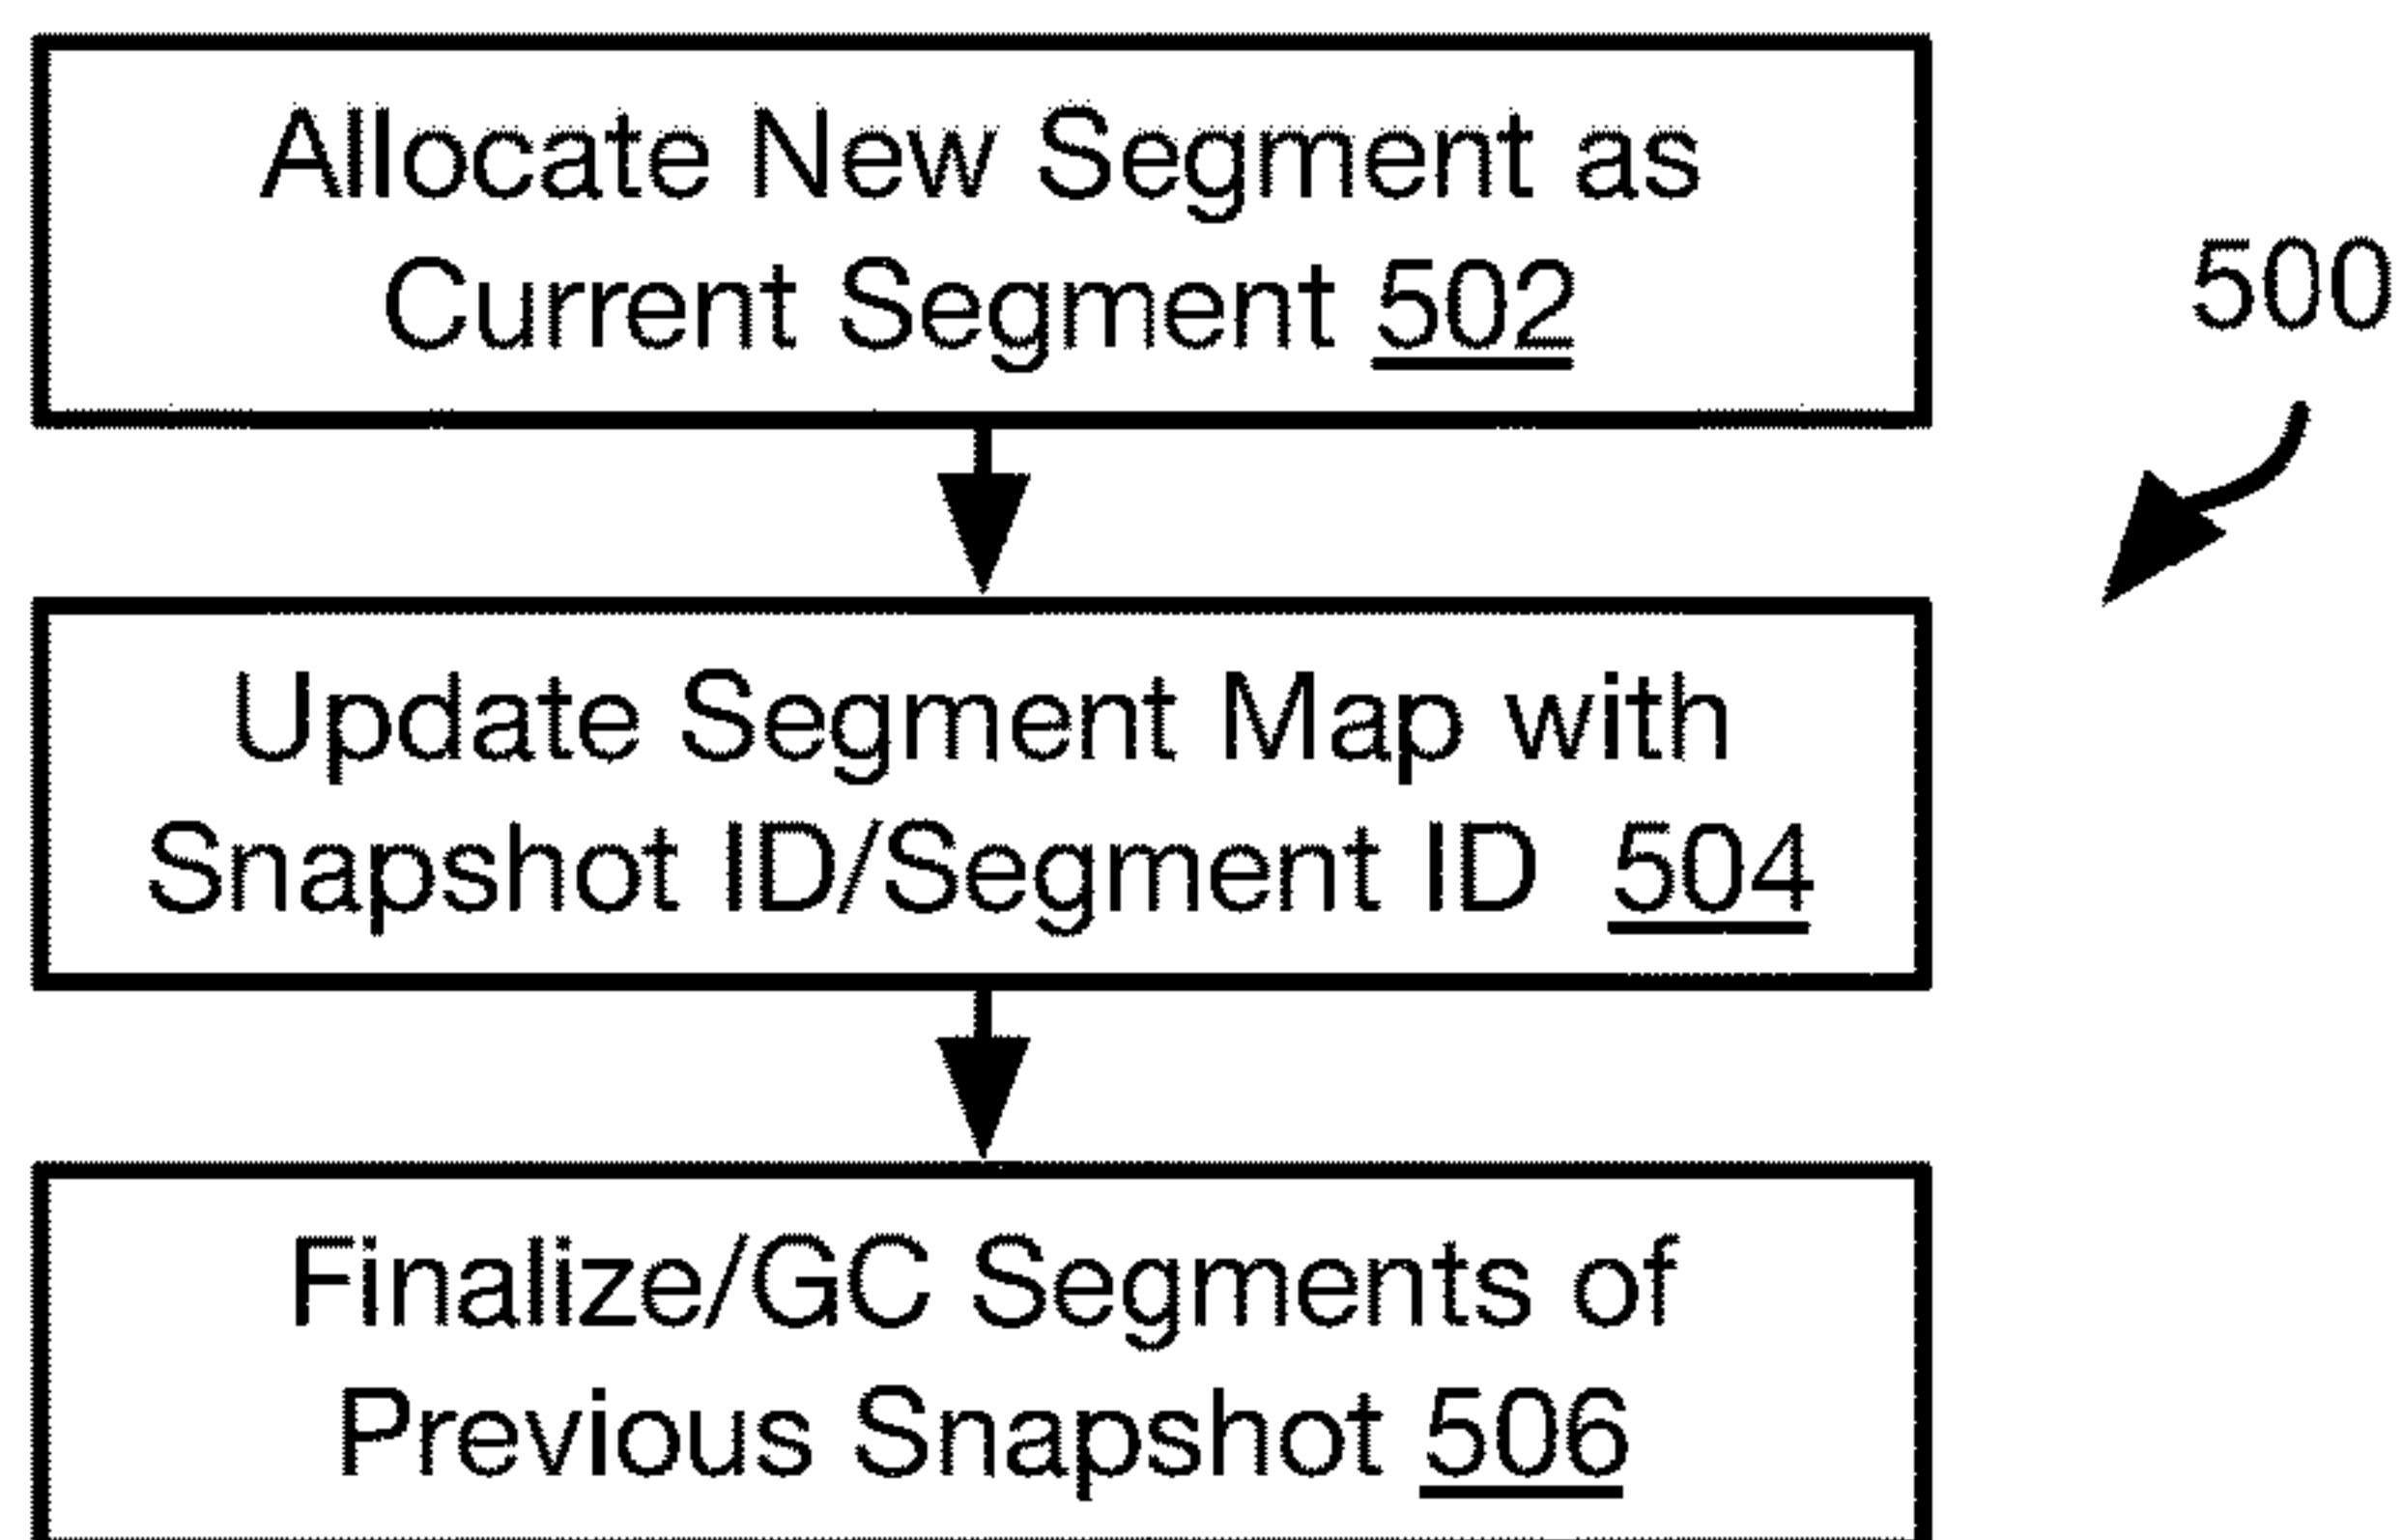 Allocate New Segment as
Current Segment 502
500
Update Segment Map with
Snapshot ID/Segment ID 504
Finalize/GC Segments of
Previous Snapshot 506